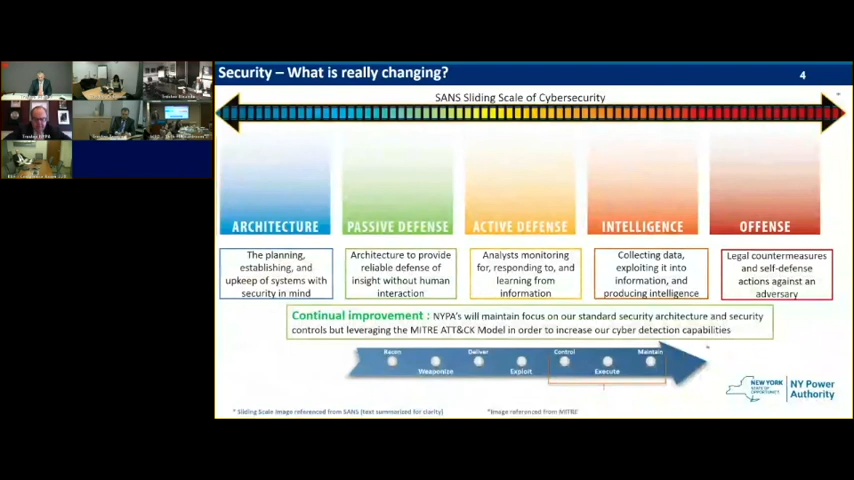 Security – What is really changing?
4
SANS Sliding Scale of Cybersecurity
ARCHITECTURE
PASSIVE DEFENSE
ACTIVE DEFENSE
INTELLIGENCE
OFFENSE
The planning,
establishing, and
upkeep of systems with
security in mind
Architecture to provide
reliable defense of
insight without human
interaction
Analysts monitoring
for, responding to, and
learning from
information
Collecting data,
exploiting it into
information, and
producing intelligence
Legal countermeasures
and self-defense
actions against an
adversary
Continual improvement : NYPA's will maintain focus on our standard security architecture and security
controls but leveraging the MITRE ATT&CK Model in order to increase our cyber detection capabilities
Recon
Weaponize
Deliver
Exploit
Control
Execute
Maintain
NEW YORK
STATE OF
OPPORTUNITY.
NY Power
Authority
* Sliding Scale Image referenced from SANS (text summarized for clarity)
*Image referenced from MITRE